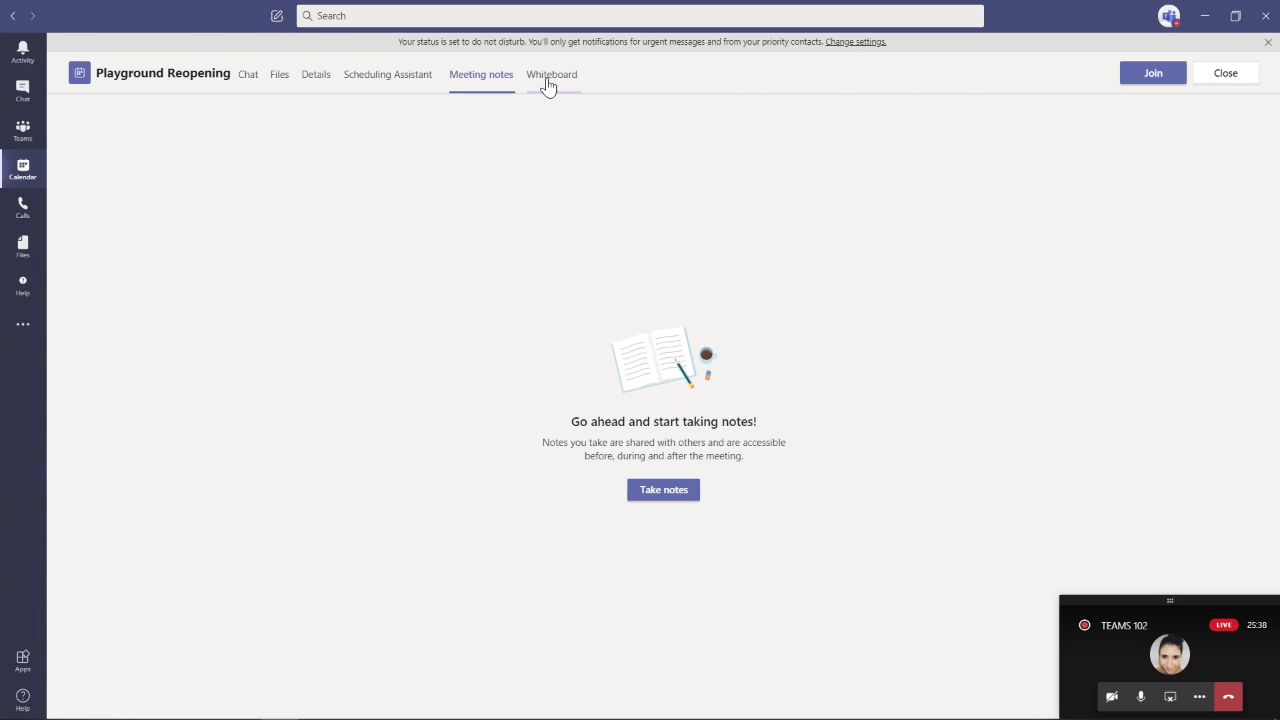 Search
Your status is set to do not disturb. You'll only get notifications for urgent messages and from your priority contacts. Change settings.
Playground Reopening Chat Files Details Scheduling Assistant Meeting notes Whiteboard
Join Close
Activity
Chat
Teams
Calendar
Calls
Files
Help
Go ahead and start taking notes!
Notes you take are shared with others and are accessible
before, during and after the meeting.
Take notes
Apps
Help
TEAMS 102 LIVE 25:38